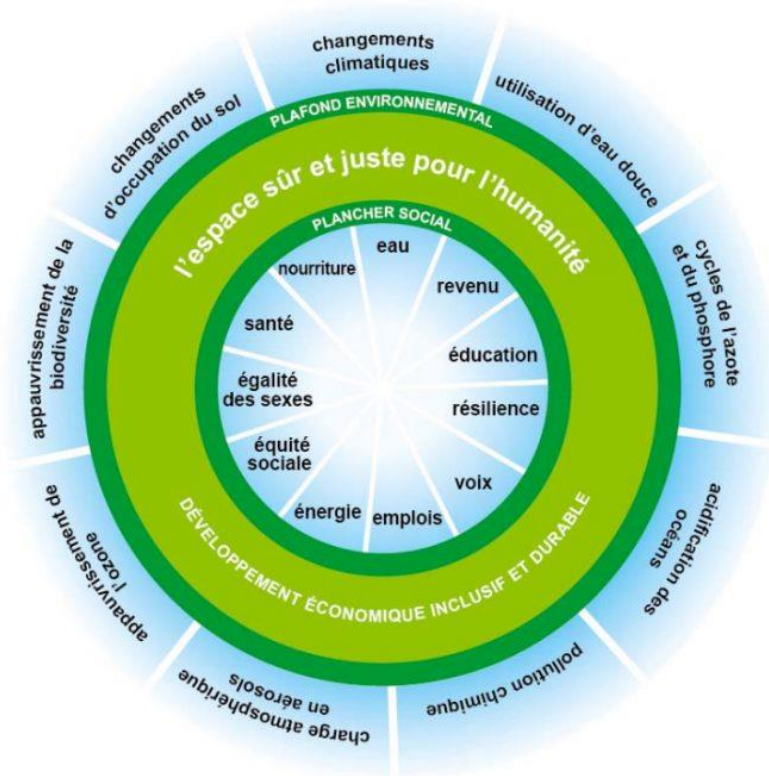 changements
climatiques
utilisation d'eau douce
cycles de l'azote
et du phosphore
acidification des
océans
pollution chimique
charge atmosphérique
en aérosols
appauvrissement de
l'ozone
appauvrissement de la
biodiversité
changements
d'occupation du sol
PLAFOND ENVIRONNEMENTAL
l'espace sûr et juste pour l'humanité
PLANCHER SOCIAL
eau
revenu
éducation
résilience
voix
emplois
énergie
équité
sociale
égalité
des sexes
santé
nourriture
DÉVELOPPEMENT ÉCONOMIQUE INCLUSIF ET DURABLE